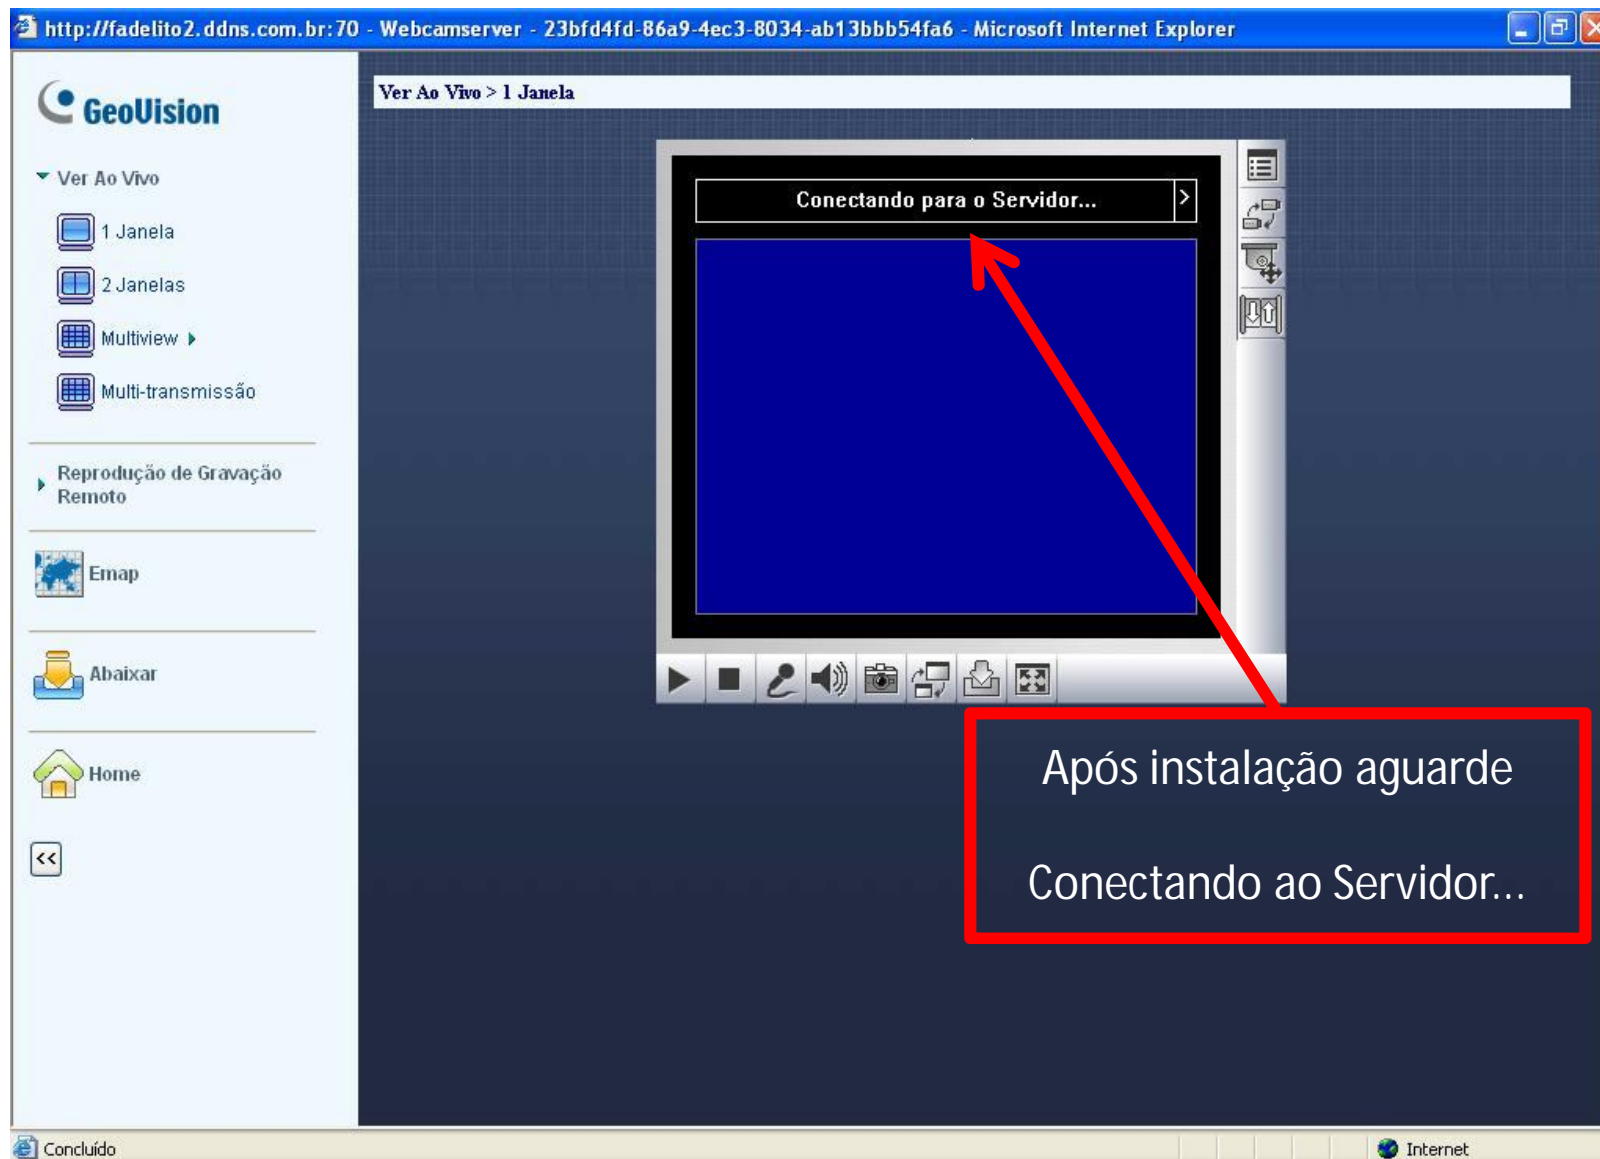 http://fadelito2.ddns.com.br:70 - Webcamserver - 23bfd4fd-86a9-4ec3-8034-ab13bbb54fa6 - Microsoft Internet Explorer
GeoVision
Ver Ao Vivo > 1 Janela
Ver Ao Vivo
1 Janela
2 Janelas
Multiview
Multi-transmissão
Reprodução de Gravação
Remoto
Emap
Abaixar
Home
<<
Conectando para o Servidor...
>
Após instalação aguarde
Conectando ao Servidor...
Concluído
Internet